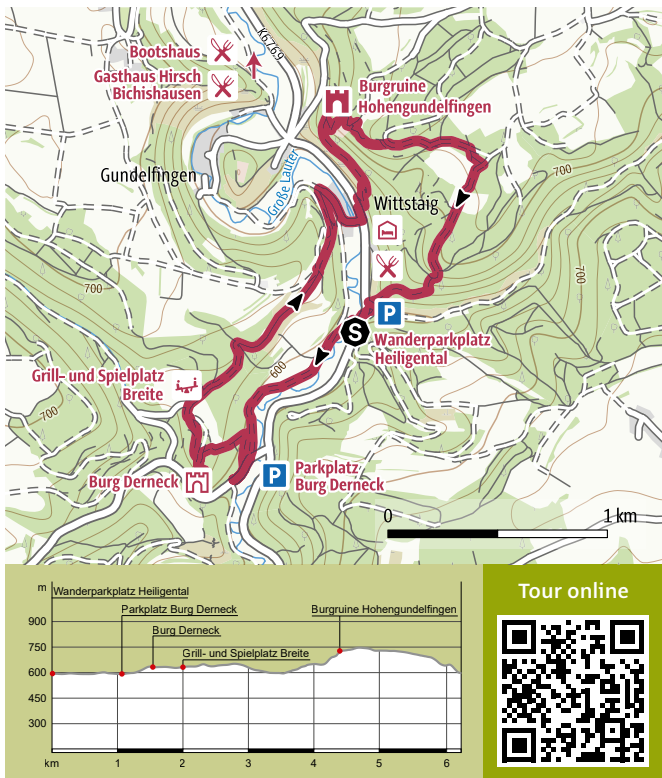 K6769
Bootshaus
Gasthaus Hirsch
Bichishausen
Burgruine
Hohengundelfingen
Gundelfingen
Große Lauter
Wittstaig
700
700
700
P
S
Wanderparkplatz
Heiligental
600
Grill- und Spielplatz
Breite
700
Burg Derneck
P
Parkplatz
Burg Derneck
0 1 km
m
Wanderparkplatz Heiligental
Parkplatz Burg Derneck
Burgruine Hohengundelfingen
Burg Derneck
Grill- und Spielplatz Breite
900
750
600
450
300
km 1 2 3 4 5 6
Tour online